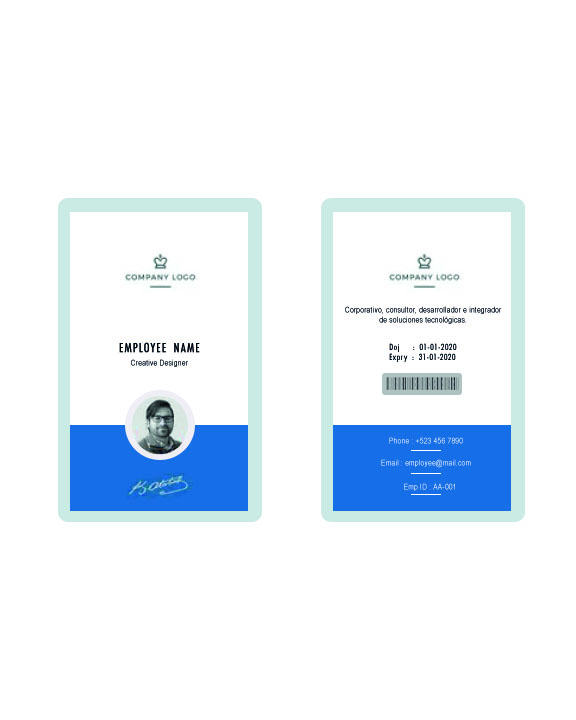 COMPANY LOGO
EMPLOYEE NAME
Creative Designer
COMPANY LOGO
Corporativo, consultor, desarrollador e integrador
de soluciones tecnológicas.
Doj : 01-01-2020
Expry : 31-01-2020
Phone : +523 456 7890
Email : employee@mail.com
Emp ID : AA-001